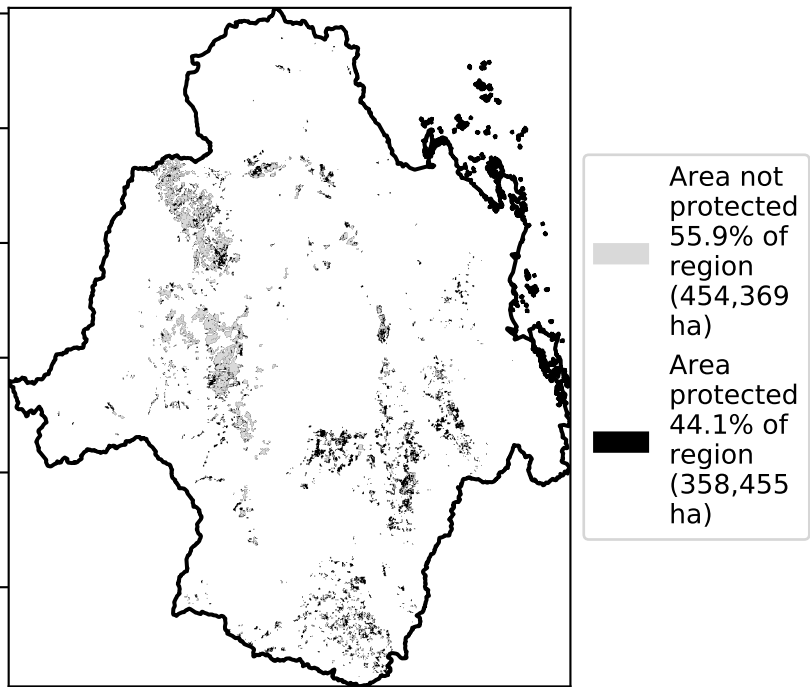 Area not
protected
55.9% of
region
(454,369
ha)
Area
protected
44.1% of
region
(358,455
ha)